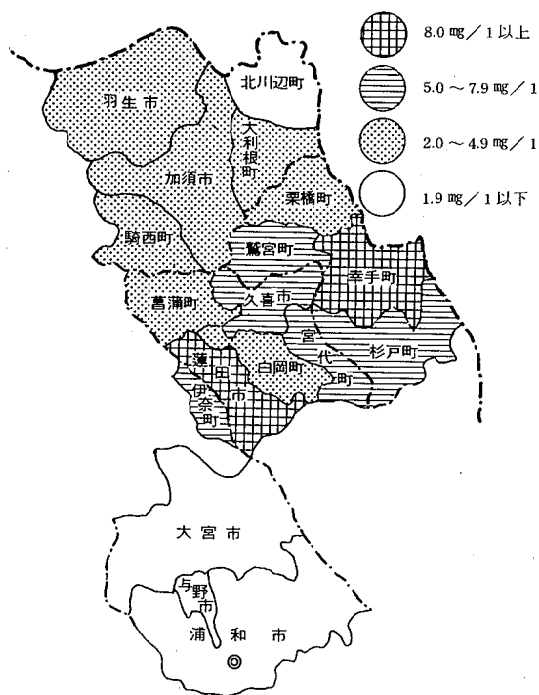 8.0 ㎎／1 以上
5.0 〜 7.9 ㎎／1
2.0 〜 4.9 ㎎／1
1.9 ㎎／1 以下
北川辺町
羽生市
大利根町
加須市
栗橋町
騎西町
鷲宮町
幸手町
菖蒲町
久喜市
宮代町
杉戸町
白岡町
蓮田市
伊奈町
大宮市
与野市
浦和市